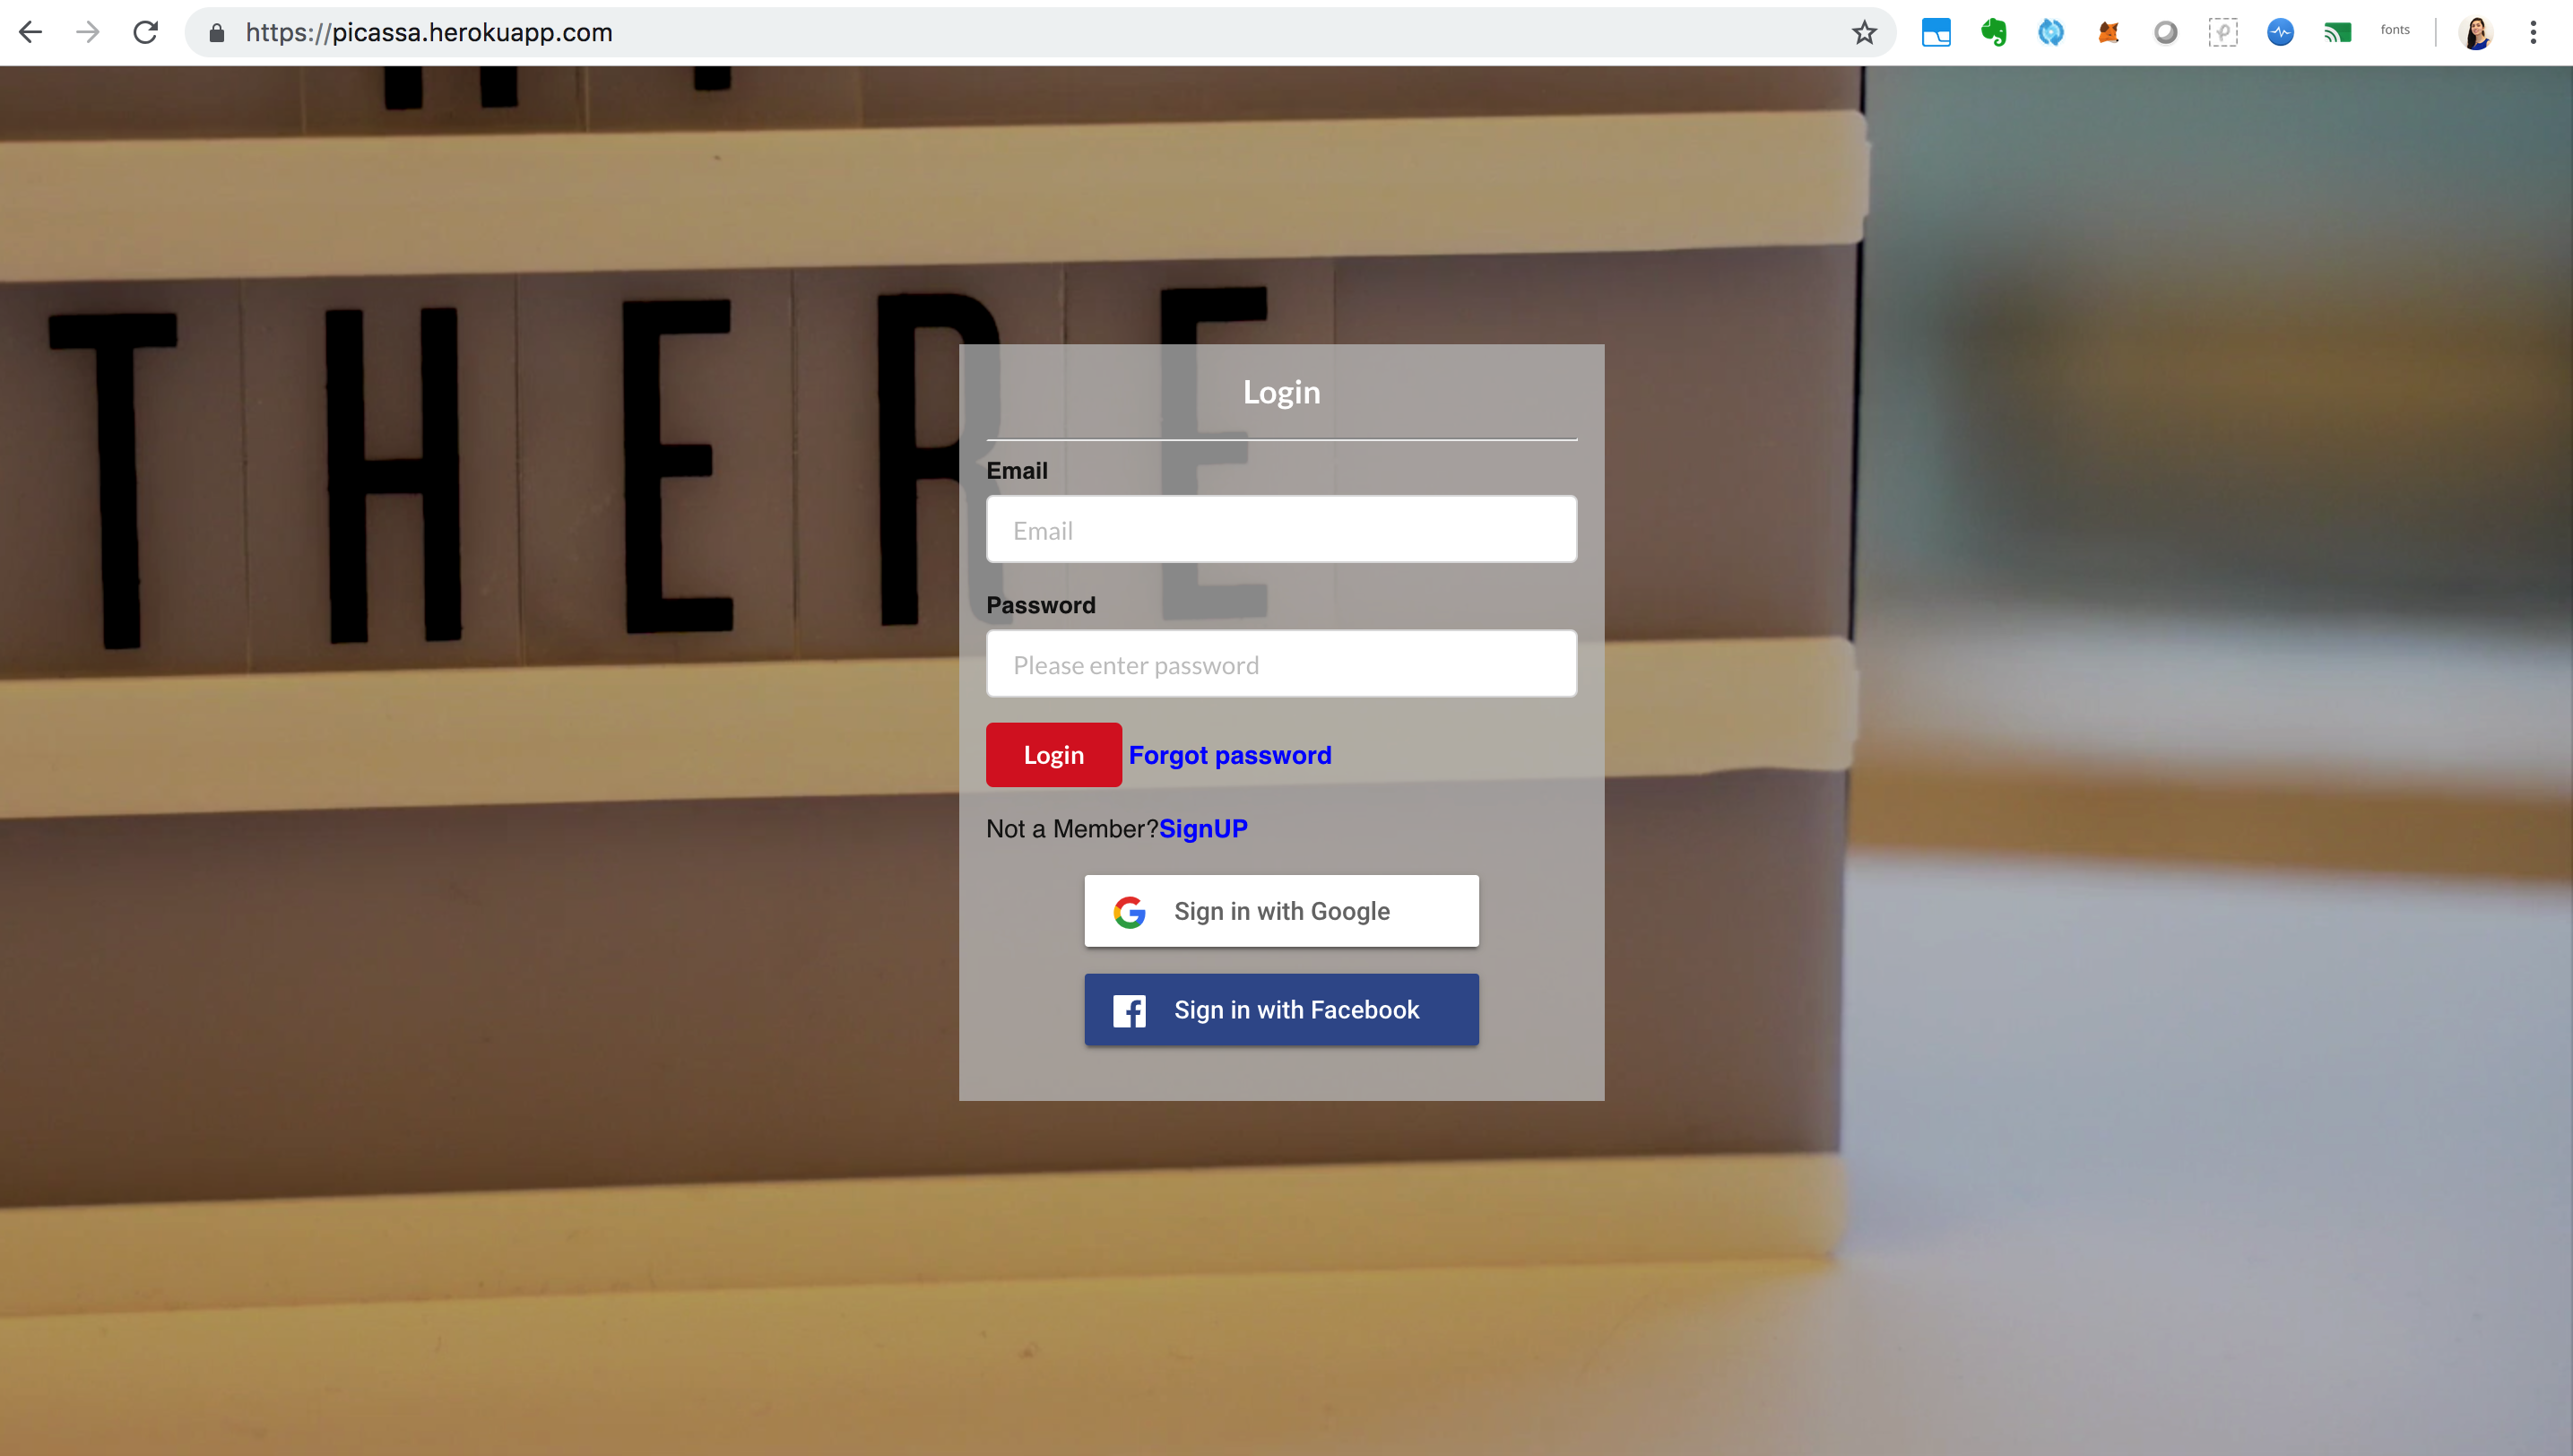 https://picassa.herokuapp.com
fonts
THERE
Login
Email
Email
Password
Please enter password
Login Forgot password
Not a Member?SignUP
Sign in with Google
Sign in with Facebook